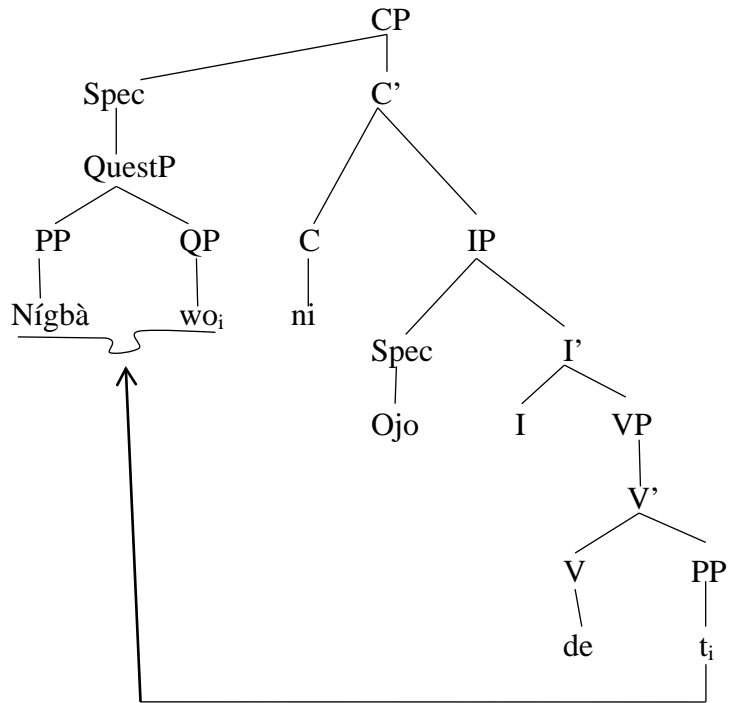 CP
Spec C’
QuestP
PP QP C IP
Nígbà woi ni
Spec I’
Ojo I VP
V’
V PP
de ti